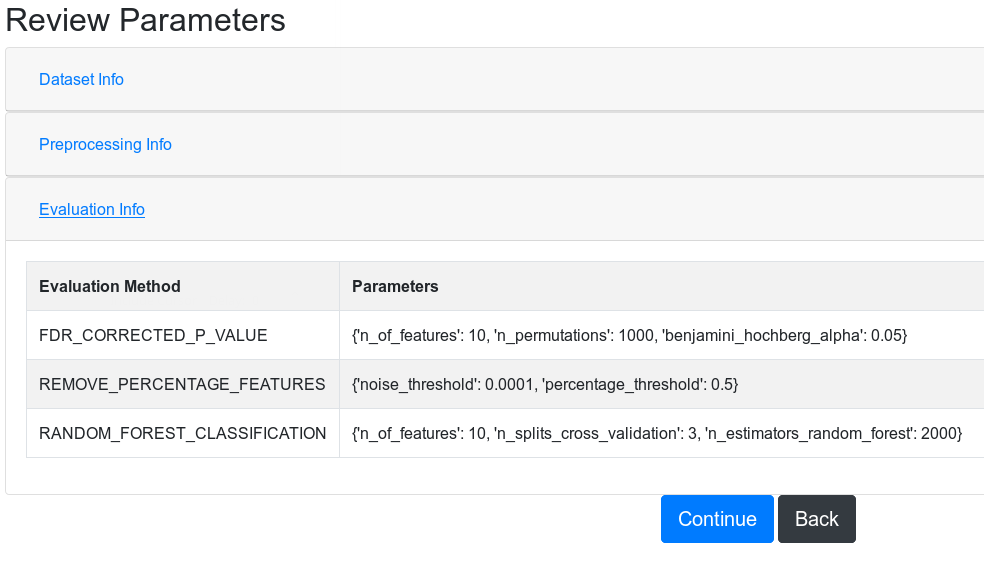 Review Parameters
Dataset Info
Preprocessing Info
Evaluation Info
Evaluation Method Parameters
FDR_CORRECTED_P_VALUE {'n_of_features': 10, 'n_permutations': 1000, 'benjamini_hochberg_alpha': 0.05}
REMOVE_PERCENTAGE_FEATURES {'noise_threshold': 0.0001, 'percentage_threshold': 0.5}
RANDOM_FOREST_CLASSIFICATION {'n_of_features': 10, 'n_splits_cross_validation': 3, 'n_estimators_random_forest': 2000}
Continue Back